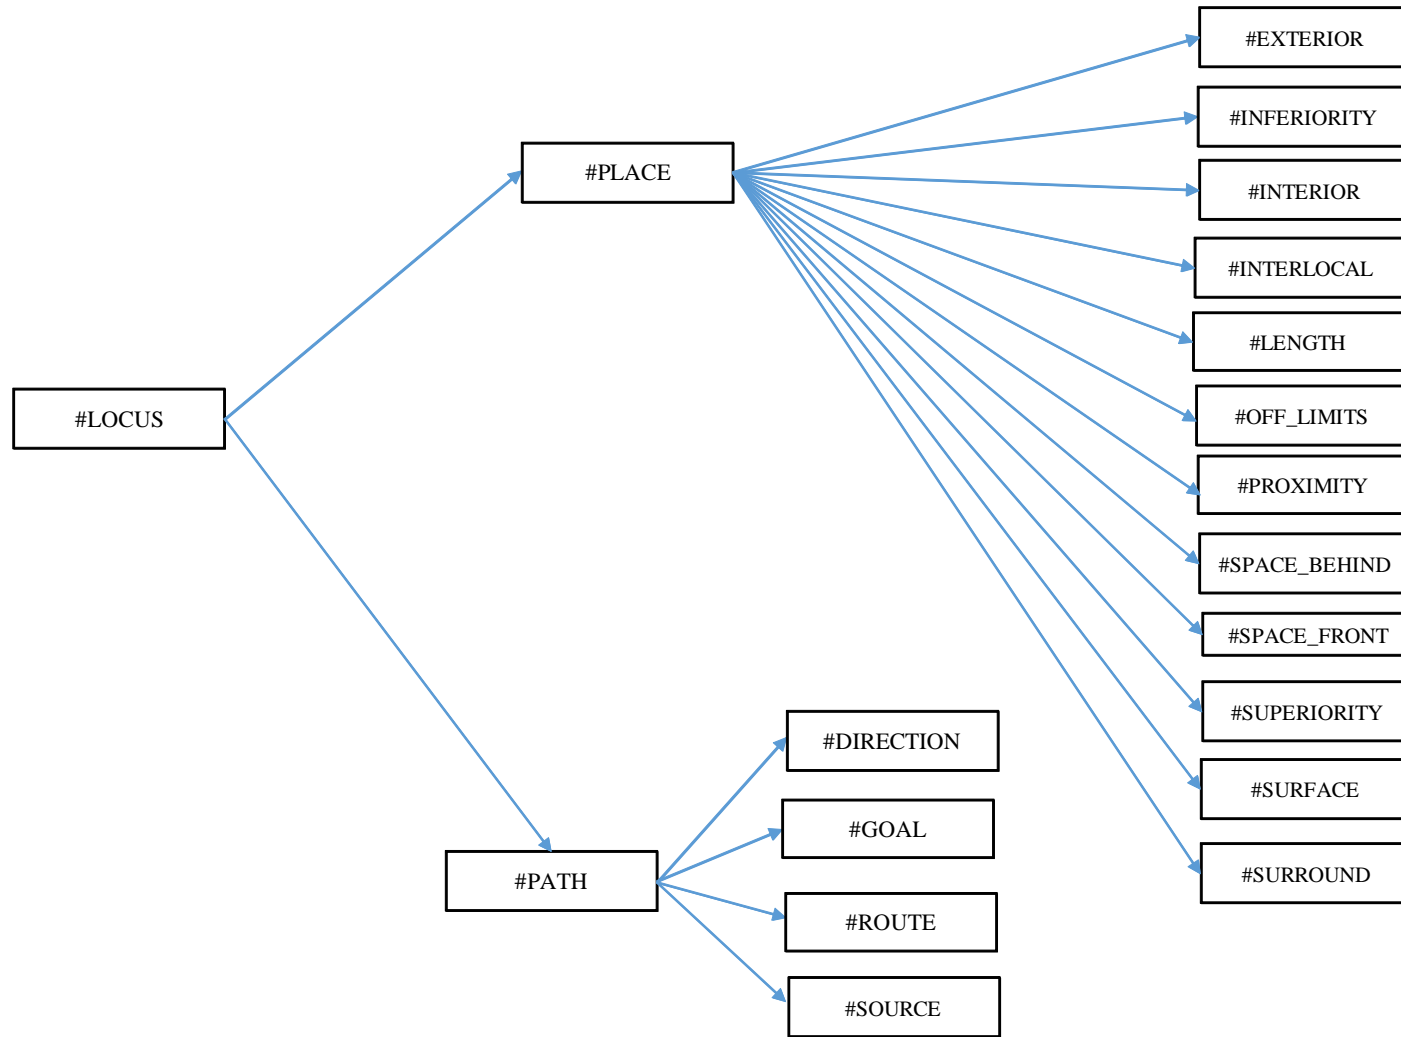 #LOCUS
#PLACE
#EXTERIOR
#INFERIORITY
#INTERIOR
#INTERLOCAL
#LENGTH
#OFF_LIMITS
#PROXIMITY
#SPACE_BEHIND
#SPACE_FRONT
#SUPERIORITY
#SURFACE
#SURROUND
#PATH
#DIRECTION
#GOAL
#ROUTE
#SOURCE